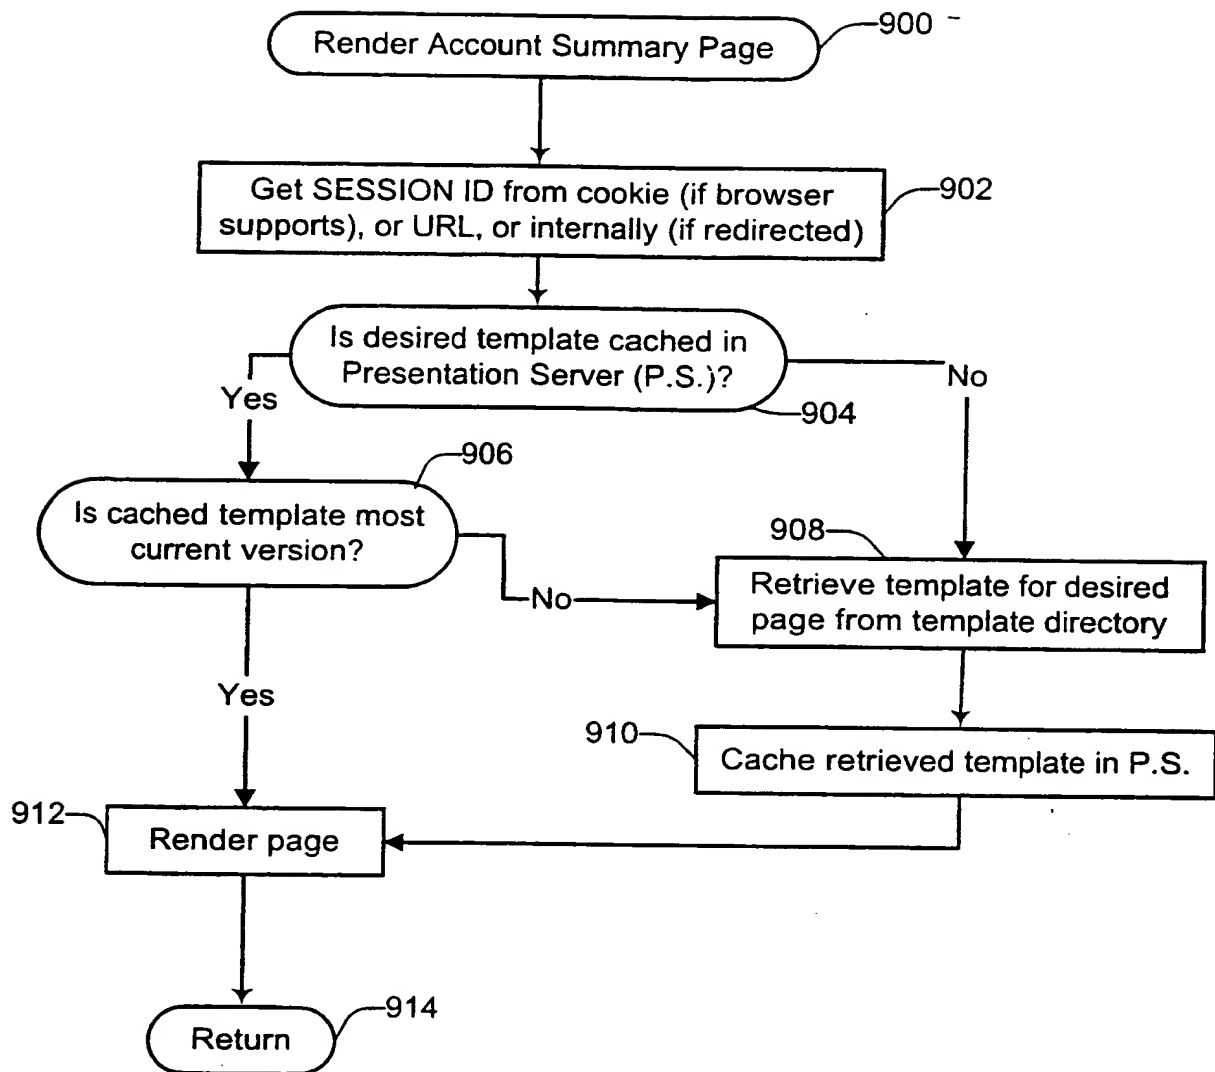 900
Render Account Summary Page
Get SESSION ID from cookie (if browser
supports), or URL, or internally (if redirected)
902
Is desired template cached in
Presentation Server (P.S.)?
904
Yes
No
906
Is cached template most
current version?
908
Retrieve template for desired
page from template directory
No
Yes
910
Cache retrieved template in P.S.
912
Render page
914
Return